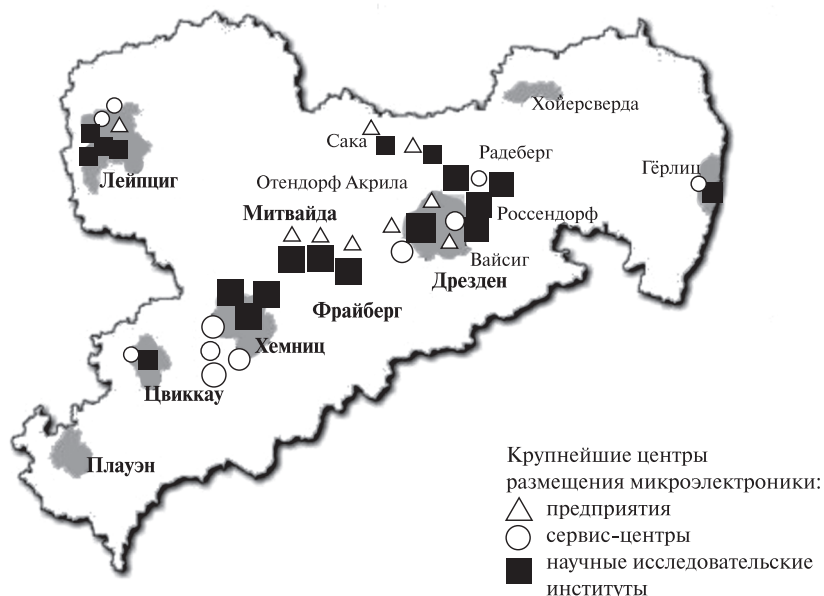 Хойерсверда
Сака
Радеберг
Гёрлиц
Лейпциг
Отендорф Акрила
Митвайда
Россендорф
Вайсиг
Дрезден
Фрайберг
Хемниц
Цвиккау
Плауэн
Крупнейшие центры
размещения микроэлектроники:
предприятия
сервис-центры
научные исследовательские
институты